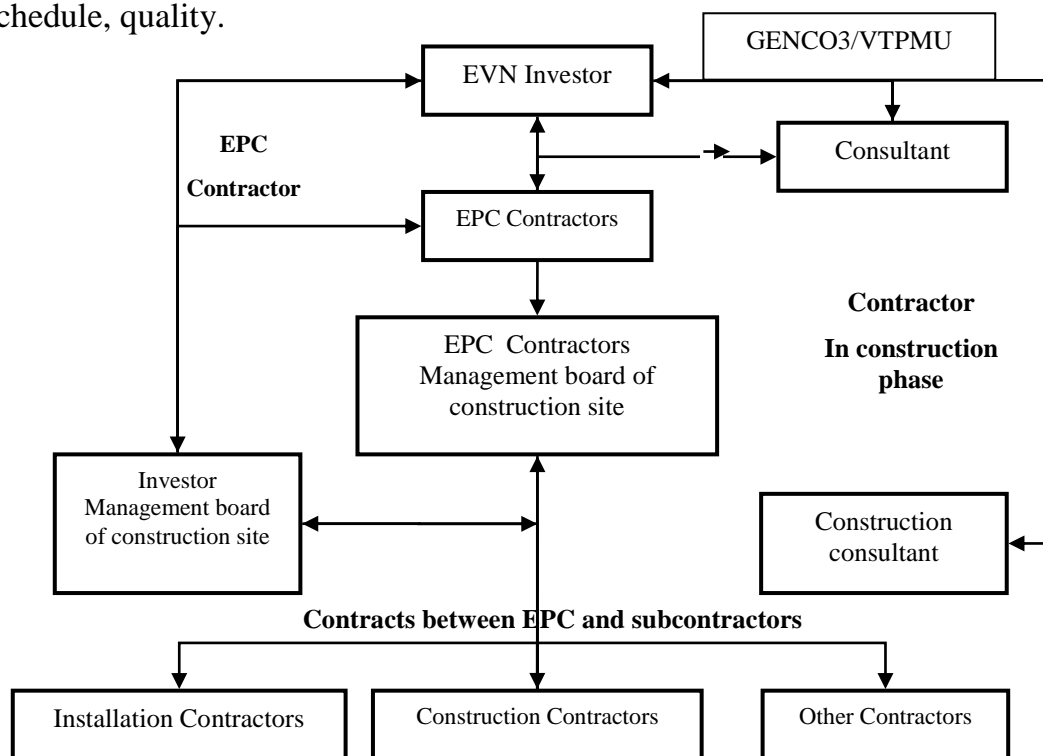 chedule, quality.
GENCO3/VTPMU
EVN Investor
EPC
Contractor
Consultant
EPC Contractors
Contractor
In construction
phase
EPC Contractors
Management board of
construction site
Investor
Management board
of construction site
Construction
consultant
Contracts between EPC and subcontractors
Installation Contractors
Construction Contractors
Other Contractors